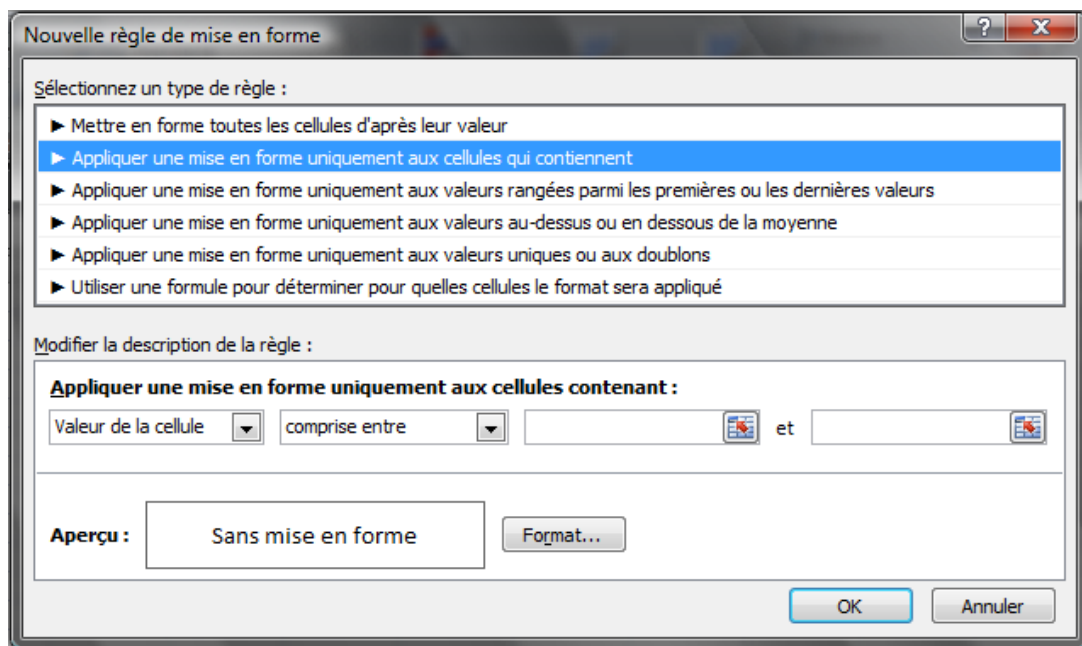 Nouvelle règle de mise en forme
? X
Sélectionnez un type de règle :
► Mettre en forme toutes les cellules d'après leur valeur
► Appliquer une mise en forme uniquement aux cellules qui contiennent
► Appliquer une mise en forme uniquement aux valeurs rangées parmi les premières ou les dernières valeurs
► Appliquer une mise en forme uniquement aux valeurs au-dessus ou en dessous de la moyenne
► Appliquer une mise en forme uniquement aux valeurs uniques ou aux doublons
► Utiliser une formule pour déterminer pour quelles cellules le format sera appliqué
Modifier la description de la règle :
Appliquer une mise en forme uniquement aux cellules contenant :
Valeur de la cellule comprise entre et
Aperçu : Sans mise en forme Format...
OK Annuler